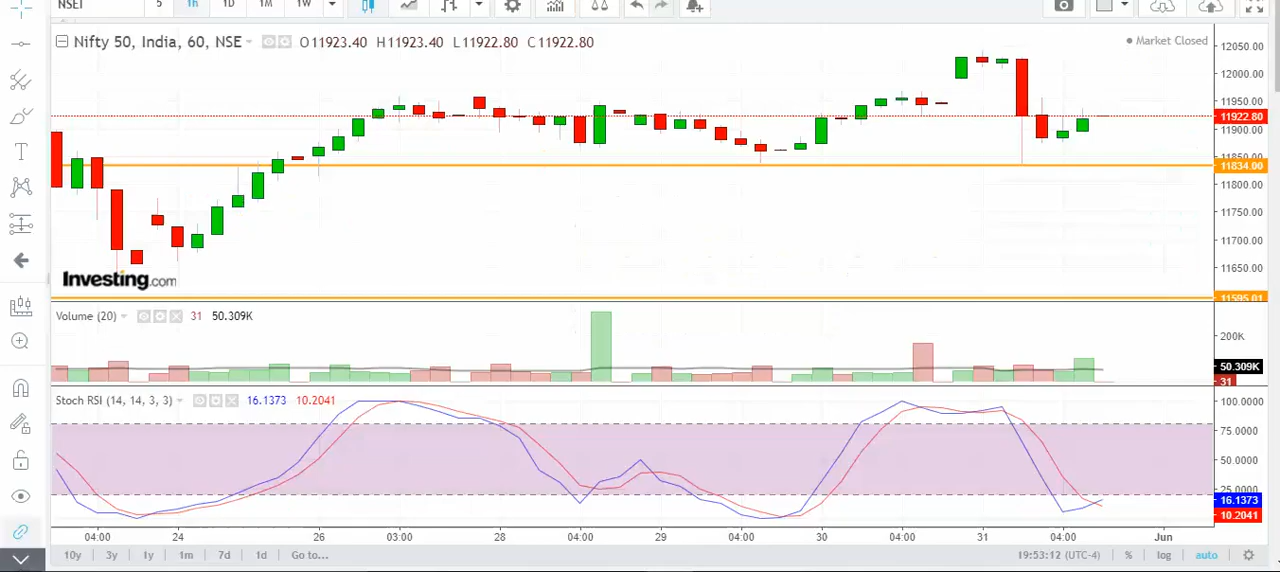 NSEI 5 1h 1D 1M 1W
Nifty 50, India, 60, NSE O11923.40 H11923.40 L11922.80 C11922.80
Market Closed
12050.00
12000.00
11950.00
11922.80
11900.00
11850.00
11834.00
11800.00
11750.00
11700.00
11650.00
11595.01
Investing.com
Volume (20) 31 50.309K
200K
50.309K
31
Stoch RSI (14, 14, 3, 3) 16.1373 10.2041
100.0000
75.0000
50.0000
25.0000
16.1373
10.2041
04:00 24 26 04:00 28 04:00 29 04:00 30 04:00 31 04:00 Jun
10y 3y 1y 1m 7d 1d Go to... 19:53:12 (UTC-4) % log auto